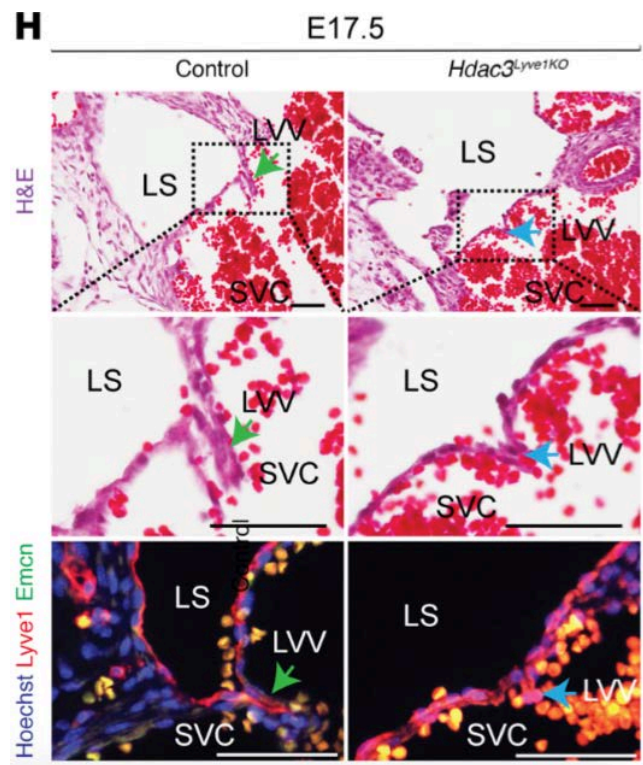 H
E17.5
Control
Hdac3Lyve1KO
H&E
LVV
LS
SVC
LS
LVV
SVC
LS
LVV
SVC
LS
LVV
SVC
Hoechst Lyve1 Emcn
Control
LS
LVV
SVC
LS
LVV
SVC